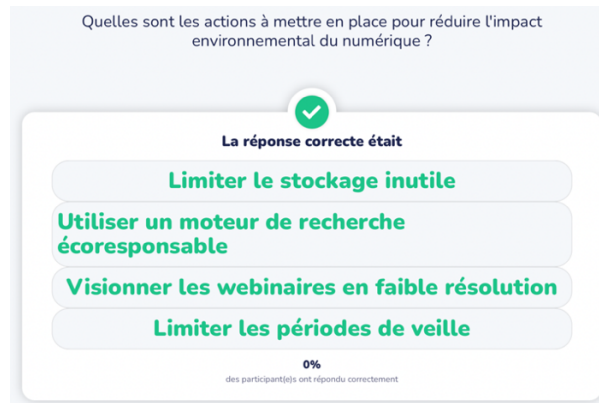 Quelles sont les actions à mettre en place pour réduire l'impact
environnemental du numérique ?
La réponse correcte était
Limiter le stockage inutile
Utiliser un moteur de recherche
écoresponsable
Visionner les webinaires en faible résolution
Limiter les périodes de veille
0%
des participant(e)s ont répondu correctement